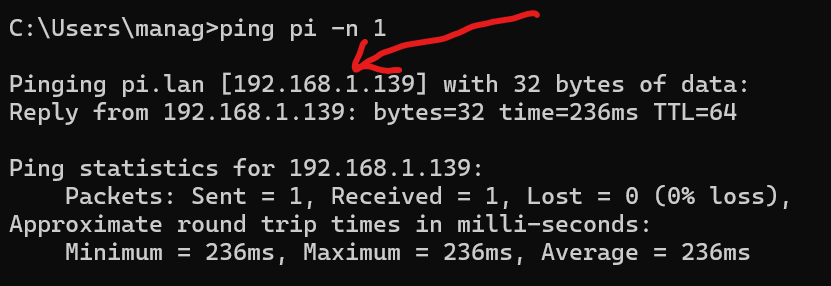 C:\Users\manag>ping pi -n 1
Pinging pi.lan [192.168.1.139] with 32 bytes of data:
Reply from 192.168.1.139: bytes=32 time=236ms TTL=64
Ping statistics for 192.168.1.139:
    Packets: Sent = 1, Received = 1, Lost = 0 (0% loss),
Approximate round trip times in milli-seconds:
    Minimum = 236ms, Maximum = 236ms, Average = 236ms